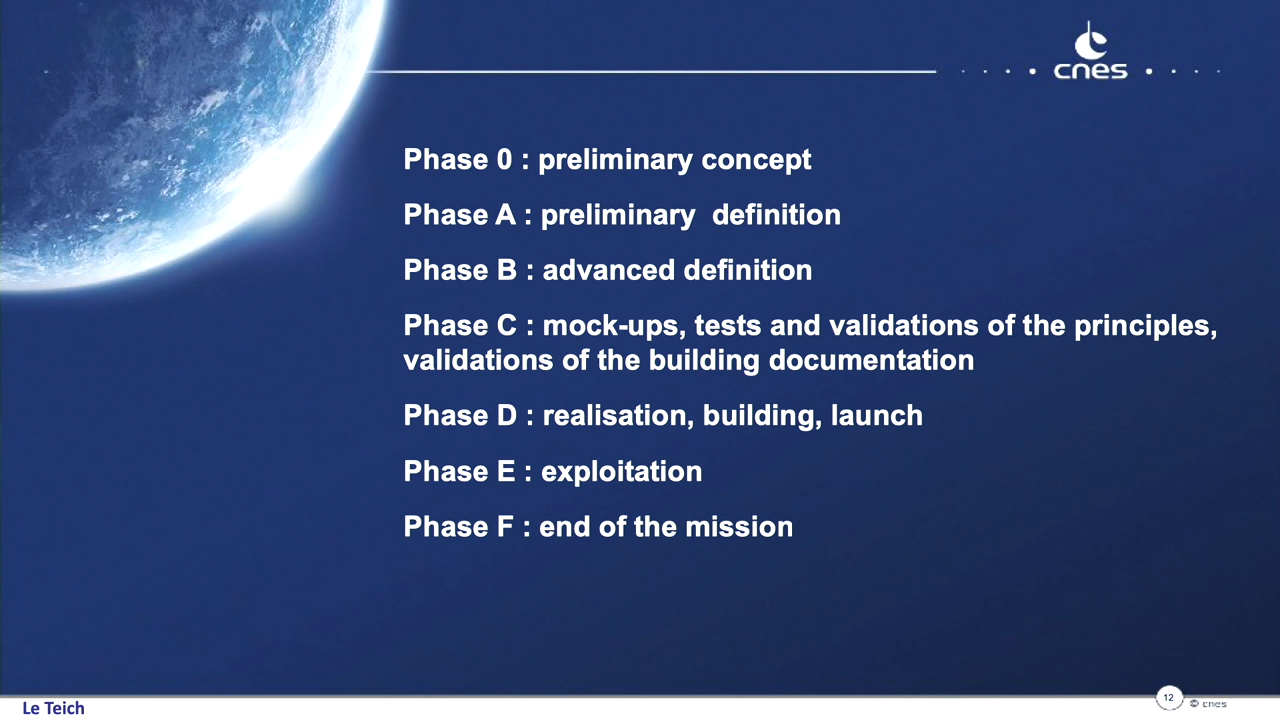 cnes
Phase 0 : preliminary concept
Phase A : preliminary  definition
Phase B : advanced definition
Phase C : mock-ups, tests and validations of the principles,
validations of the building documentation
Phase D : realisation, building, launch
Phase E : exploitation
Phase F : end of the mission
Le Teich
12
© cnes